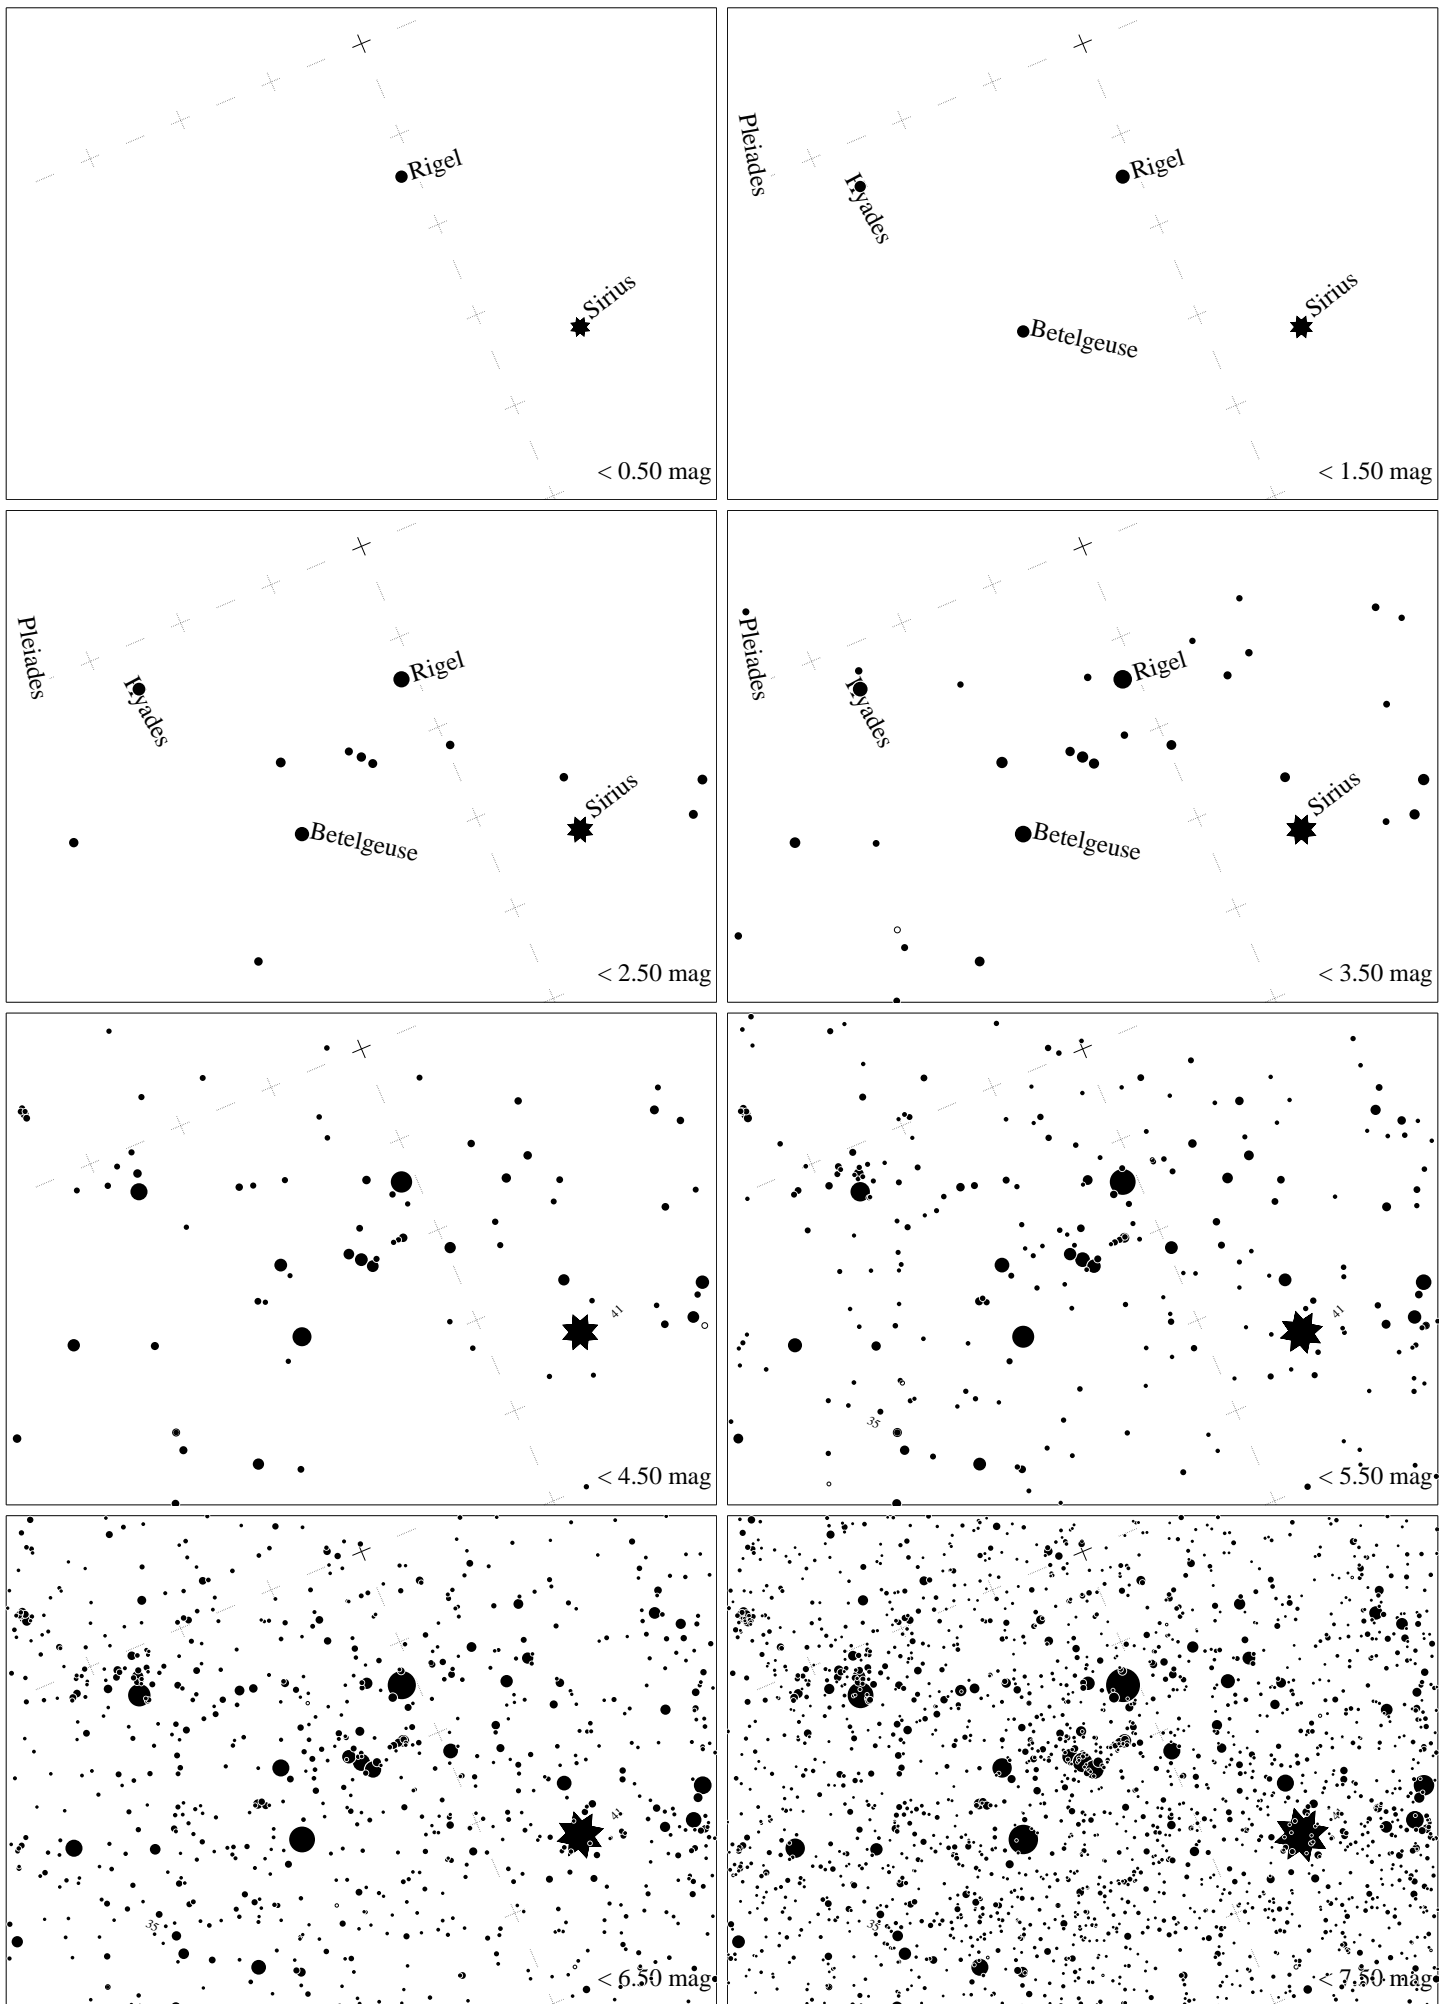 Rigel
Sirius
< 0.50 mag
Pleiades
Hyades
Rigel
Sirius
Betelgeuse
< 1.50 mag
Pleiades
Hyades
Rigel
Sirius
Betelgeuse
< 2.50 mag
Pleiades
Hyades
Rigel
Sirius
Betelgeuse
< 3.50 mag
41
< 4.50 mag
41
35
< 5.50 mag
41
35
< 6.50 mag
41
35
< 7.50 mag